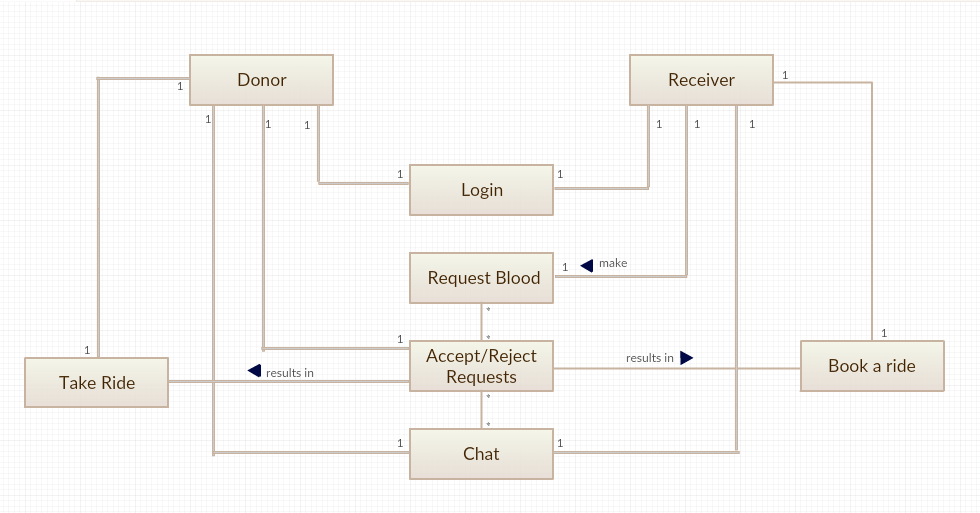 Donor
Receiver
1
1
1
1
1
1
1
1
1
1
Login
1
make
1
Request Blood
*
*
1
1
1
Accept/Reject
Requests
results in
results in
Take Ride
Book a ride
*
*
1
1
Chat